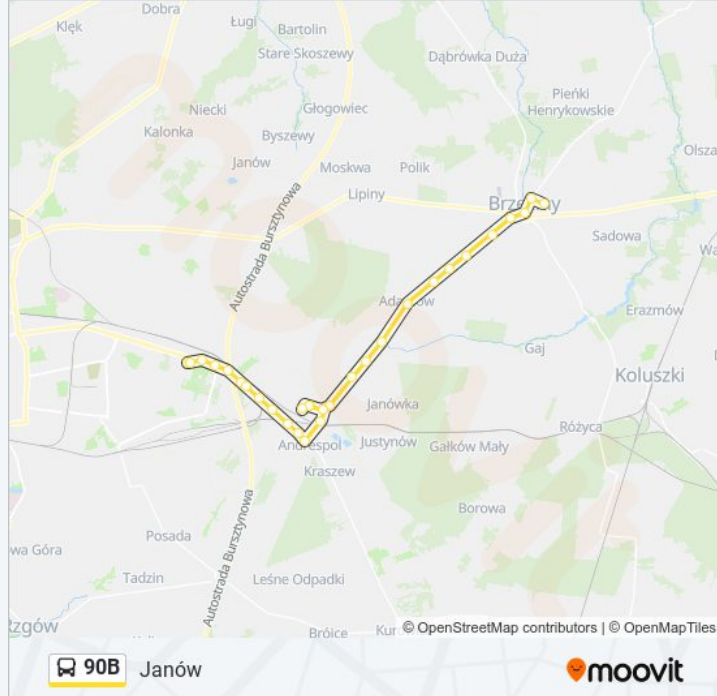 Dobra
Kłęk
Ługi
Bartolin
Stare Skoszewy
Dąbrówka Duża
Niecki
Głogowiec
Pieńki
Henrykowskie
Kalonka
Byszewy
Olsza
Janów
Moskwa
Polik
Lipiny
Autostrada Bursztynowa
Sadowa
Erazmów
Gaj
Koluszki
Janówka
Różyca
Andrespol
Justynów
Gałków Mały
Kraszew
Borowa
Posada
Autostrada Bursztynowa
Tadzin
Leśne Odpadki
Bróice
© OpenStreetMap contributors | © OpenMapTiles
90B Janów
moovit